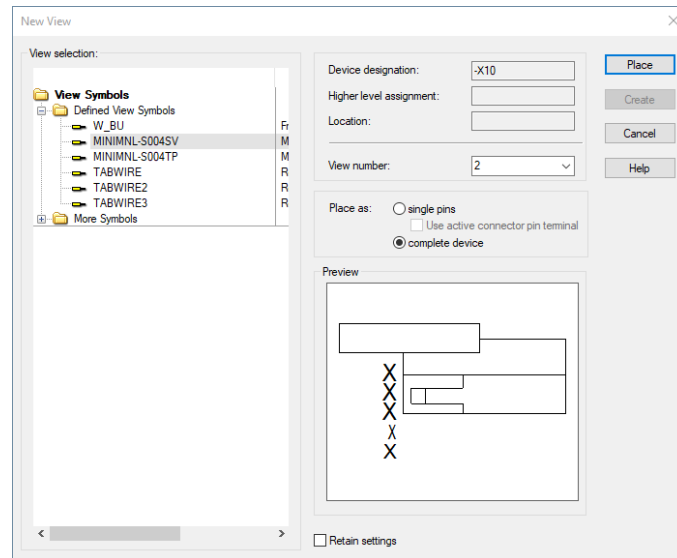 New View
View selection:
View Symbols
Defined View Symbols
W_BU Fr
MINIMNL-S004SV M
MINIMNL-S004TP M
TABWIRE R
TABWIRE2 R
TABWIRE3 R
More Symbols
Device designation: -X10
Higher level assignment:
Location:
View number: 2
Place as: single pins
Use active connector pin terminal
complete device
Preview
X
X
X
X
X
Retain settings
Place
Create
Cancel
Help